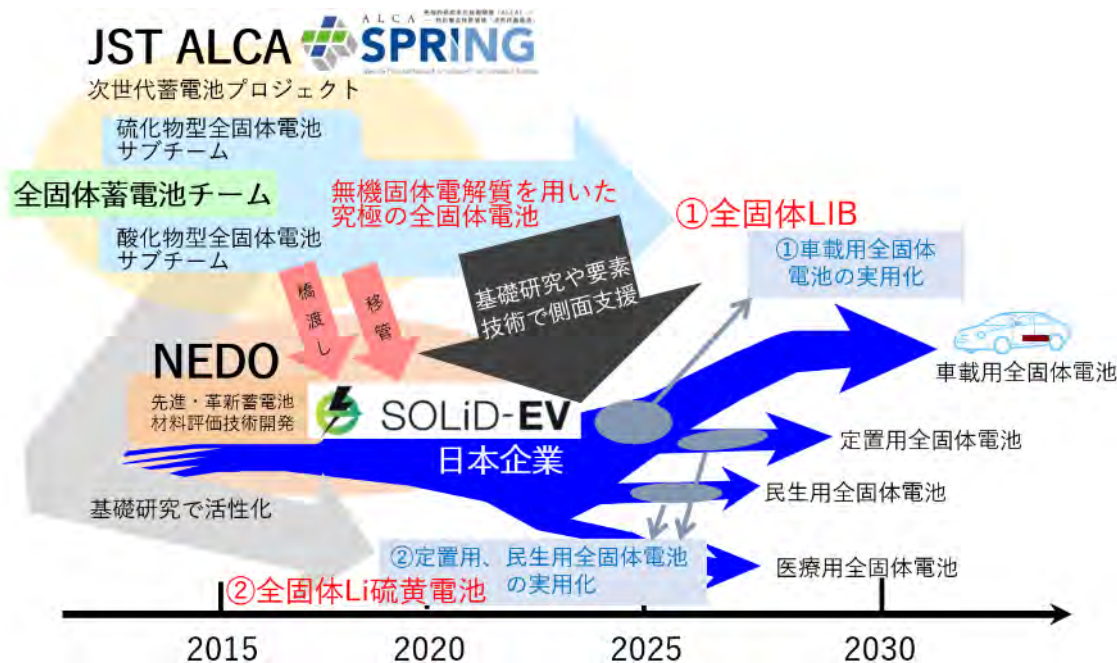 JST ALCA
ALCA
SPRING
次世代蓄電池プロジェクト
硫化物型全固体電池
サブチーム
全固体蓄電池チーム
無機固体電解質を用いた
究極の全固体電池
酸化物型全固体電池
サブチーム
①全固体LIB
①車載用全固体
電池の実用化
橋渡し
移管
基礎研究や要素
技術で側面支援
NEDO
先進・革新蓄電池
材料評価技術開発
SOLiD-EV
日本企業
車載用全固体電池
定置用全固体電池
民生用全固体電池
医療用全固体電池
基礎研究で活性化
②定置用、民生用全固体電池
の実用化
②全固体Li硫黄電池
2015
2020
2025
2030